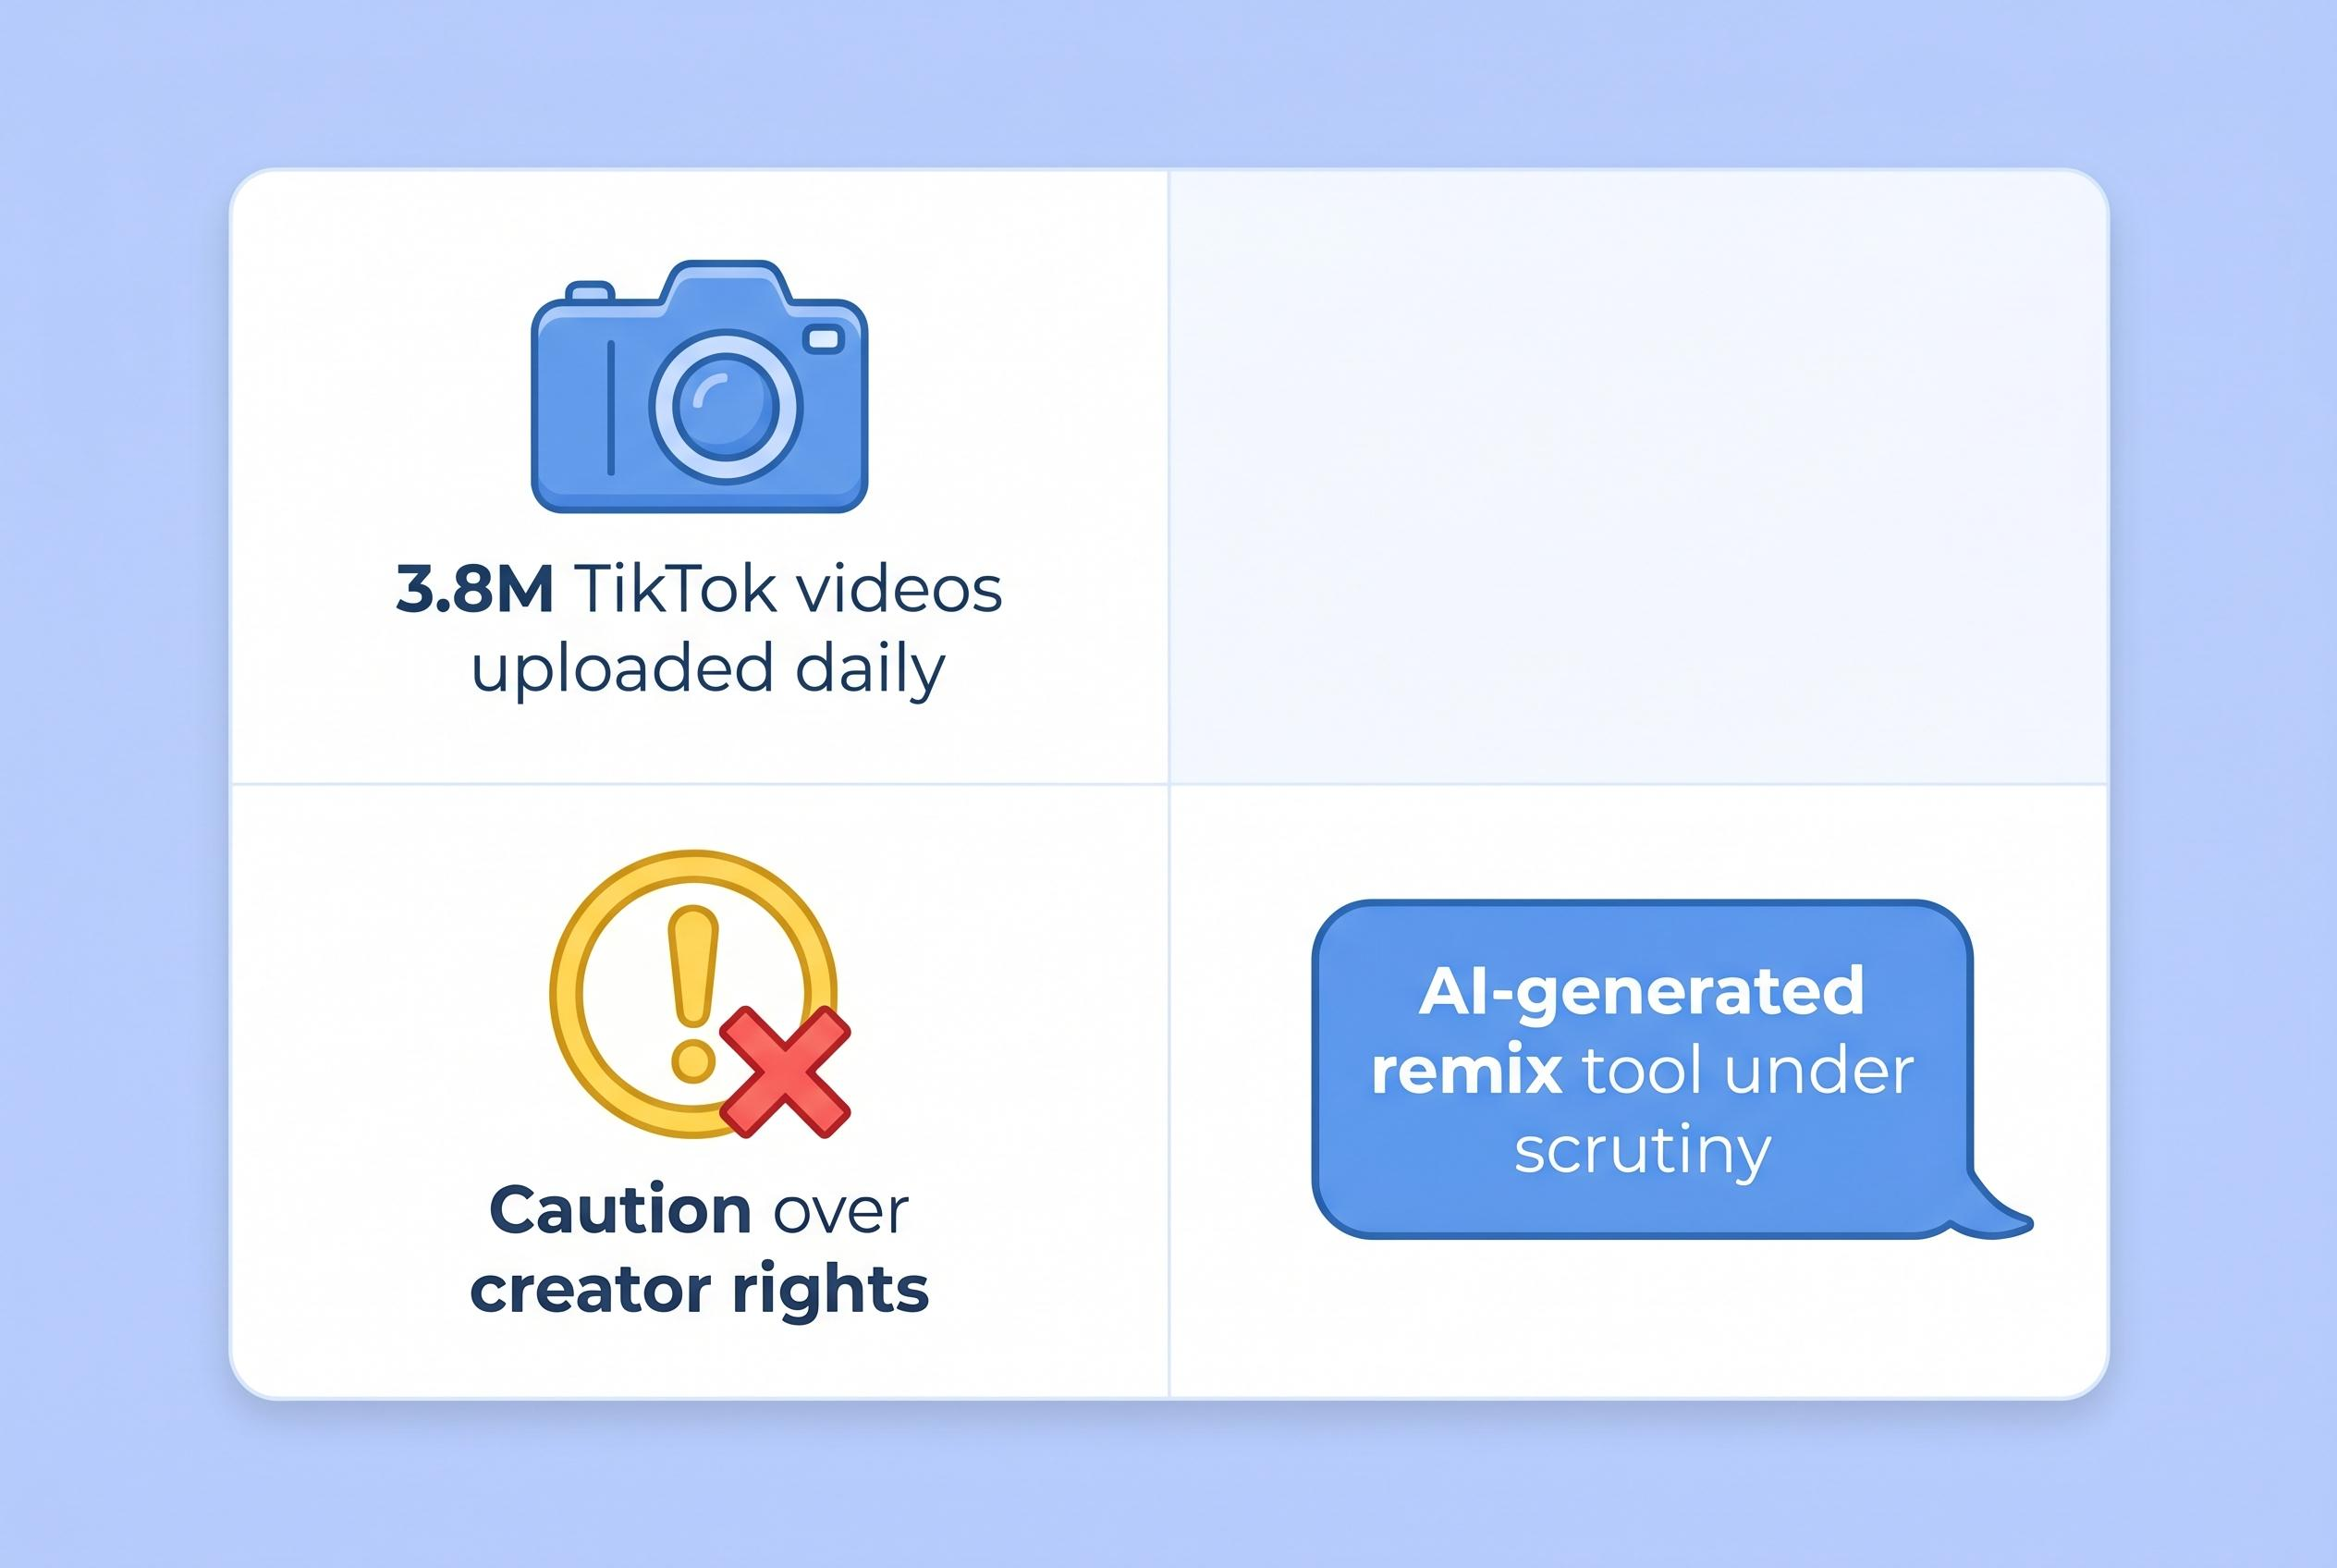 3.8M TikTok videos
uploaded daily
Caution over
creator rights
AI-generated
remix tool under
scrutiny